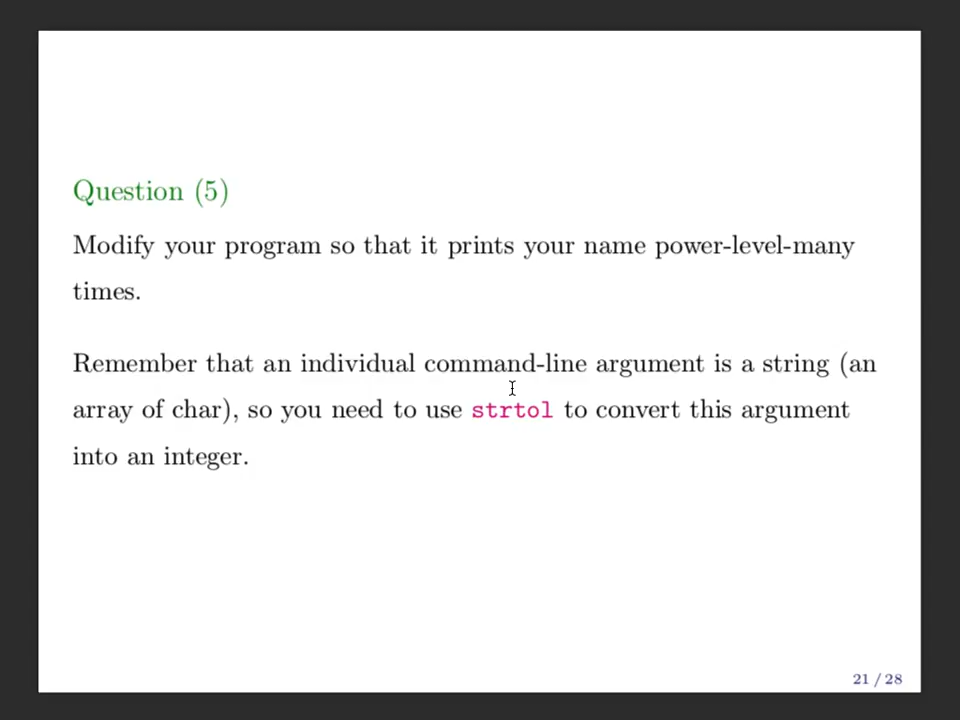 Question (5)
Modify your program so that it prints your name power-level-many
times.
Remember that an individual command-line argument is a string (an
array of char), so you need to use strtol to convert this argument
into an integer.
21 / 28